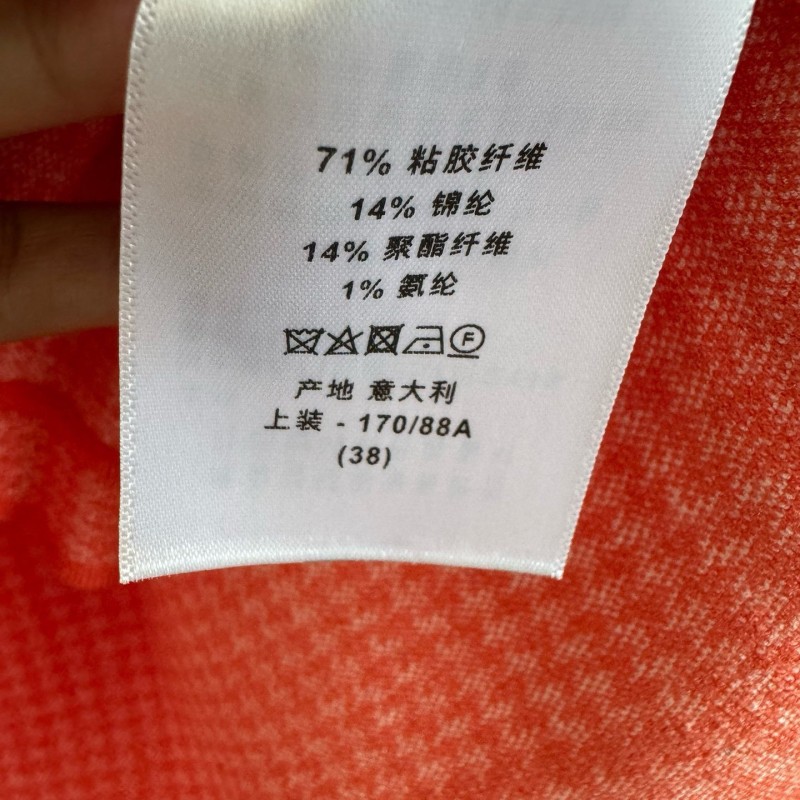 71% 粘胶纤维
14% 锦纶
14% 聚酯纤维
1% 氨纶
F
产地 意大利
上装 - 170/88A
(38)